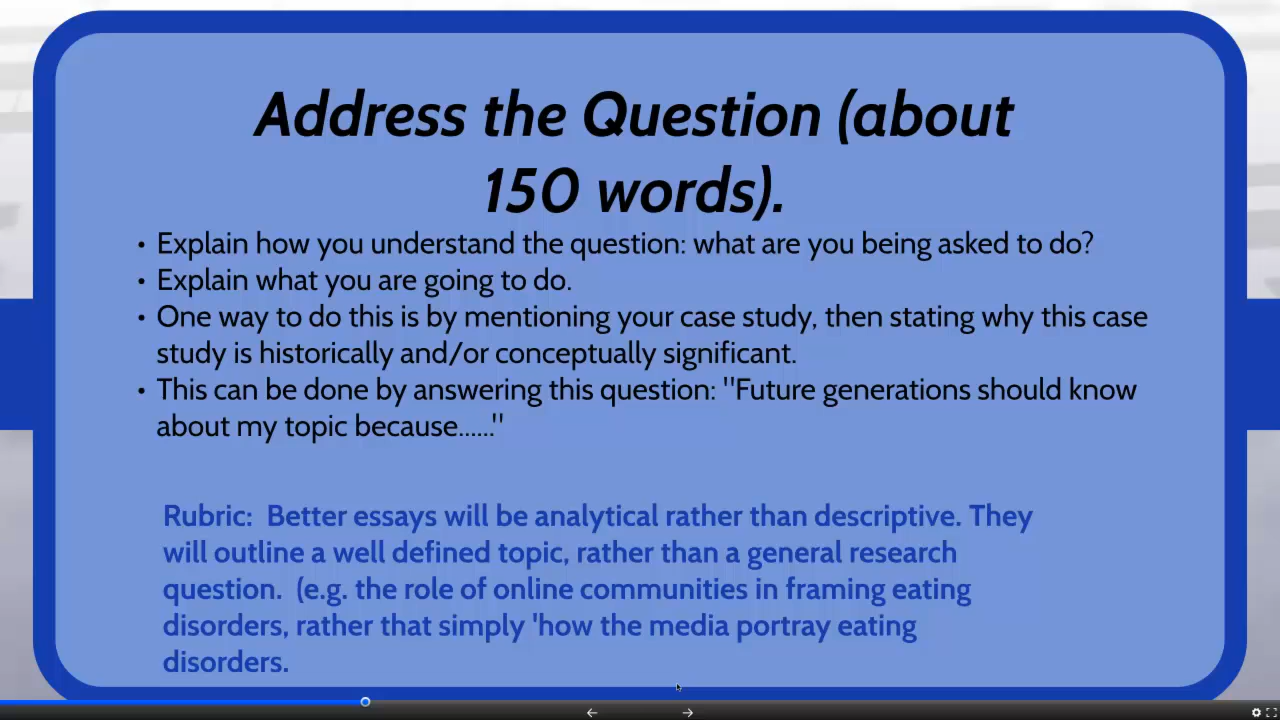 Address the Question (about
150 words).
• Explain how you understand the question: what are you being asked to do?
• Explain what you are going to do.
• One way to do this is by mentioning your case study, then stating why this case
study is historically and/or conceptually significant.
• This can be done by answering this question: "Future generations should know
about my topic because......"
Rubric:  Better essays will be analytical rather than descriptive. They
will outline a well defined topic, rather than a general research
question.  (e.g. the role of online communities in framing eating
disorders, rather that simply 'how the media portray eating
disorders.